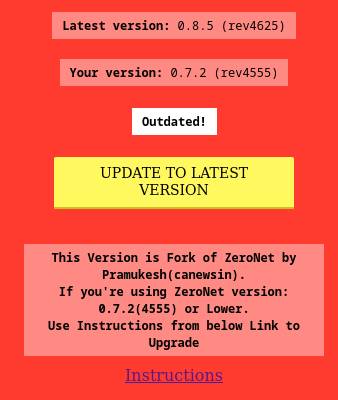 Latest version: 0.8.5 (rev4625)
Your version: 0.7.2 (rev4555)
Outdated!
UPDATE TO LATEST
VERSION
This Version is Fork of ZeroNet by
Pramukesh(canewsin).
If you're using ZeroNet version:
0.7.2(4555) or Lower.
Use Instructions from below Link to
Upgrade
Instructions